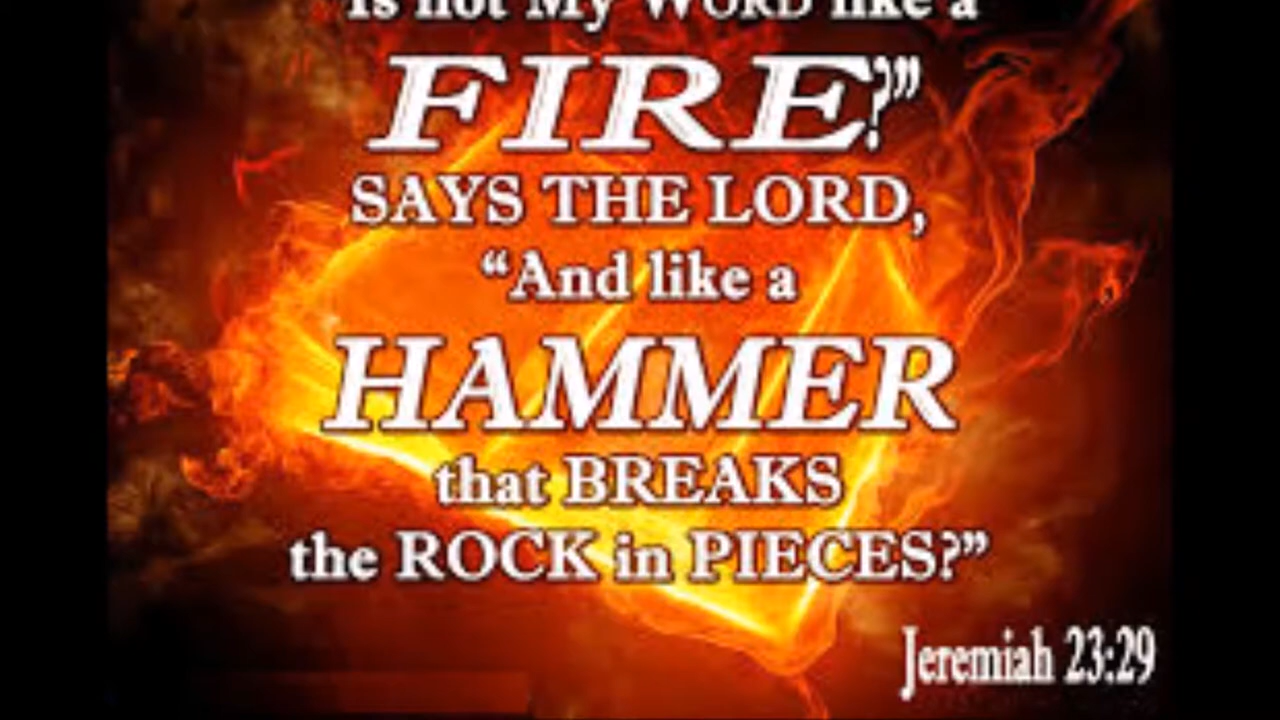 "Is not My WORD like a
FIRE?"
SAYS THE LORD,
"And like a
HAMMER
that BREAKS
the ROCK in PIECES?"
Jeremiah 23:29